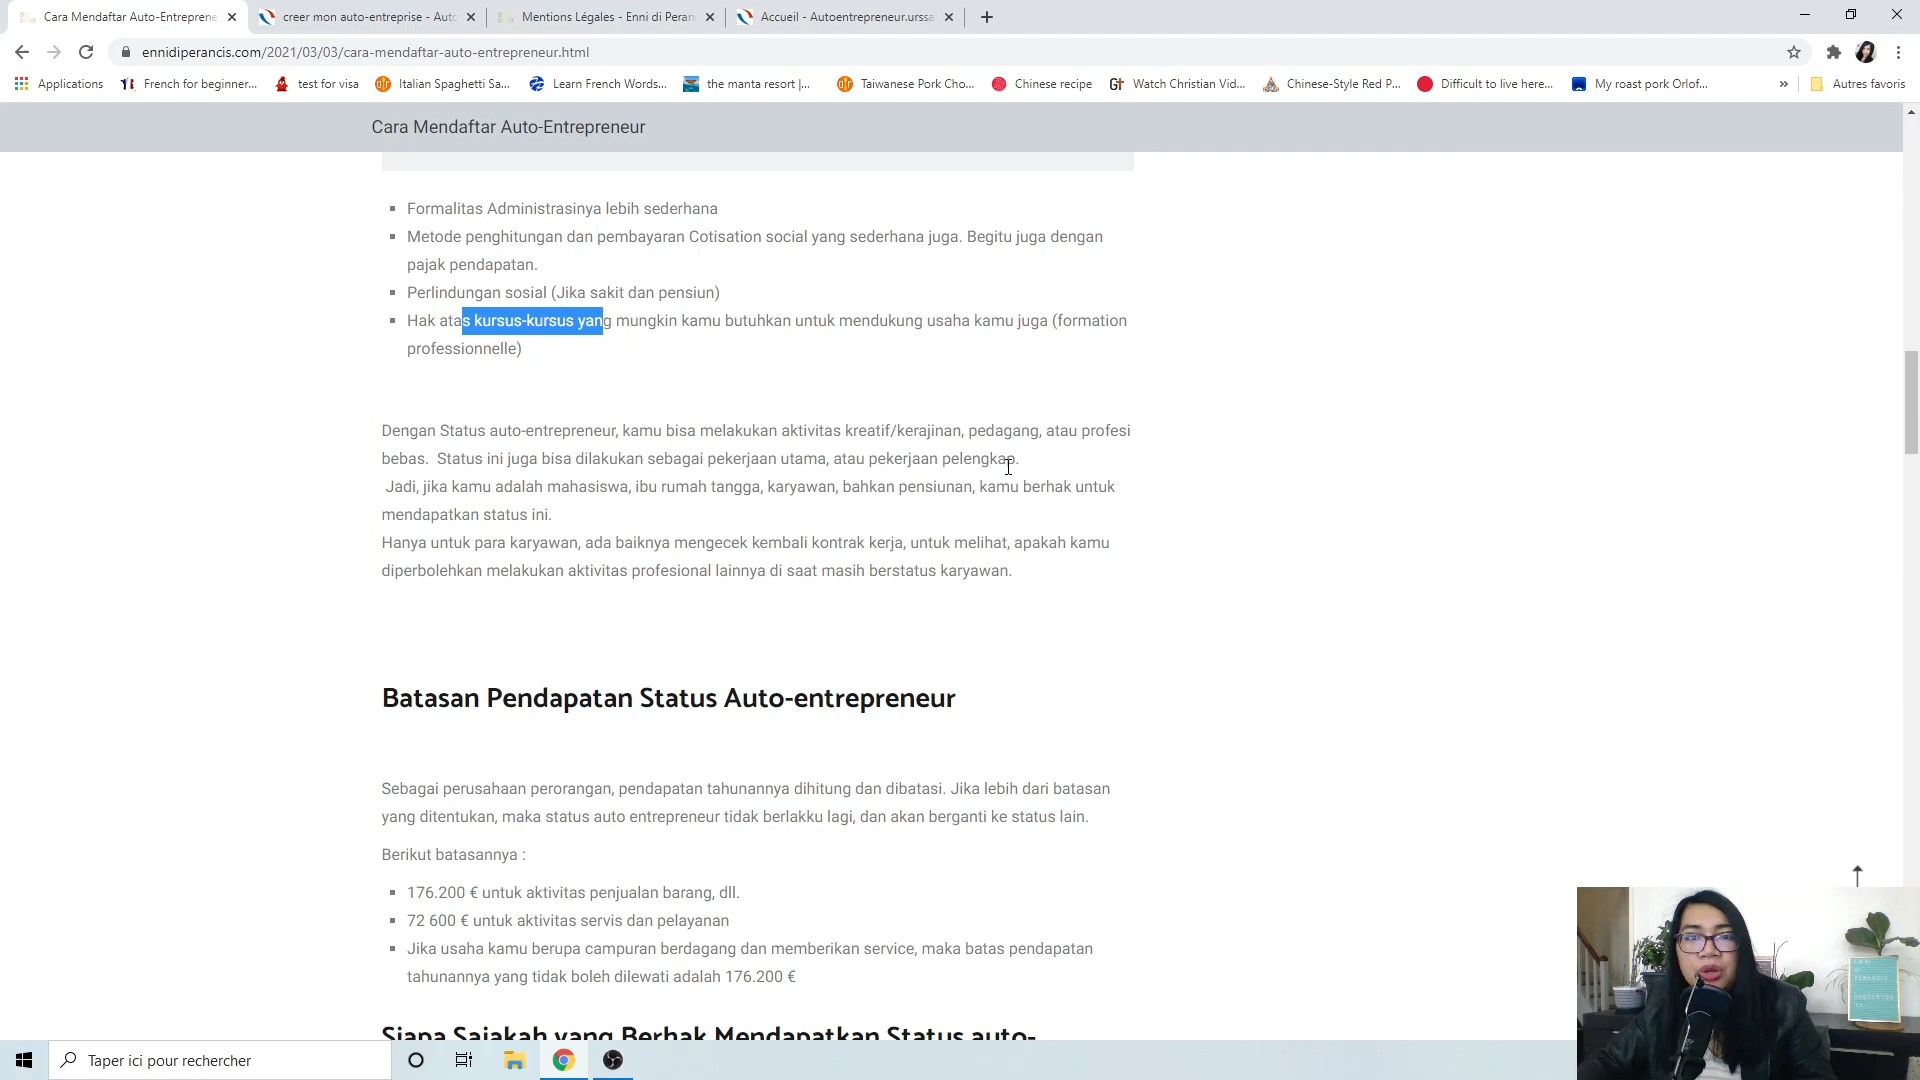 Cara Mendaftar Auto-Entreprene
creer mon auto-entreprise - Auto
Mentions Légales - Enni di Peran
Accueil - Autoentrepreneur.urssa
ennidiperancis.com/2021/03/03/cara-mendaftar-auto-entrepreneur.html
Applications
French for beginner...
test for visa
Italian Spaghetti Sa...
Learn French Words...
the manta resort |...
Taiwanese Pork Cho...
Chinese recipe
Watch Christian Vid...
Chinese-Style Red P...
Difficult to live here...
My roast pork Orlof...
»
Autres favoris
Cara Mendaftar Auto-Entrepreneur
Formalitas Administrasinya lebih sederhana
Metode penghitungan dan pembayaran Cotisation social yang sederhana juga. Begitu juga dengan
pajak pendapatan.
Perlindungan sosial (Jika sakit dan pensiun)
Hak atas kursus-kursus yang mungkin kamu butuhkan untuk mendukung usaha kamu juga (formation
professionnelle)
Dengan Status auto-entrepreneur, kamu bisa melakukan aktivitas kreatif/kerajinan, pedagang, atau profesi
bebas. Status ini juga bisa dilakukan sebagai pekerjaan utama, atau pekerjaan pelengkap.
Jadi, jika kamu adalah mahasiswa, ibu rumah tangga, karyawan, bahkan pensiunan, kamu berhak untuk
mendapatkan status ini.
Hanya untuk para karyawan, ada baiknya mengecek kembali kontrak kerja, untuk melihat, apakah kamu
diperbolehkan melakukan aktivitas profesional lainnya di saat masih berstatus karyawan.
Batasan Pendapatan Status Auto-entrepreneur
Sebagai perusahaan perorangan, pendapatan tahunannya dihitung dan dibatasi. Jika lebih dari batasan
yang ditentukan, maka status auto entrepreneur tidak berlakku lagi, dan akan berganti ke status lain.
Berikut batasannya :
176.200 € untuk aktivitas penjualan barang, dll.
72 600 € untuk aktivitas servis dan pelayanan
Jika usaha kamu berupa campuran berdagang dan memberikan service, maka batas pendapatan
tahunannya yang tidak boleh dilewati adalah 176.200 €
Siapa Sajakah yang Berhak Mendapatkan Status auto-
Taper ici pour rechercher